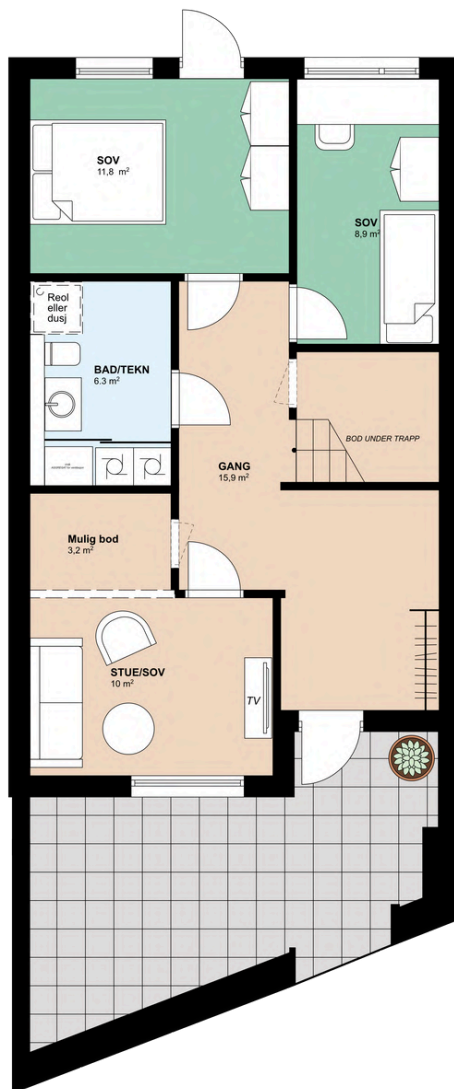 SOV
11,8 m²
SOV
8,9 m²
Reol
eller
dusj
BAD/TEKN
6.3 m²
BOD UNDER TRAPP
GANG
15,9 m²
Mulig bod
3,2 m²
STUE/SOV
10 m²
TV